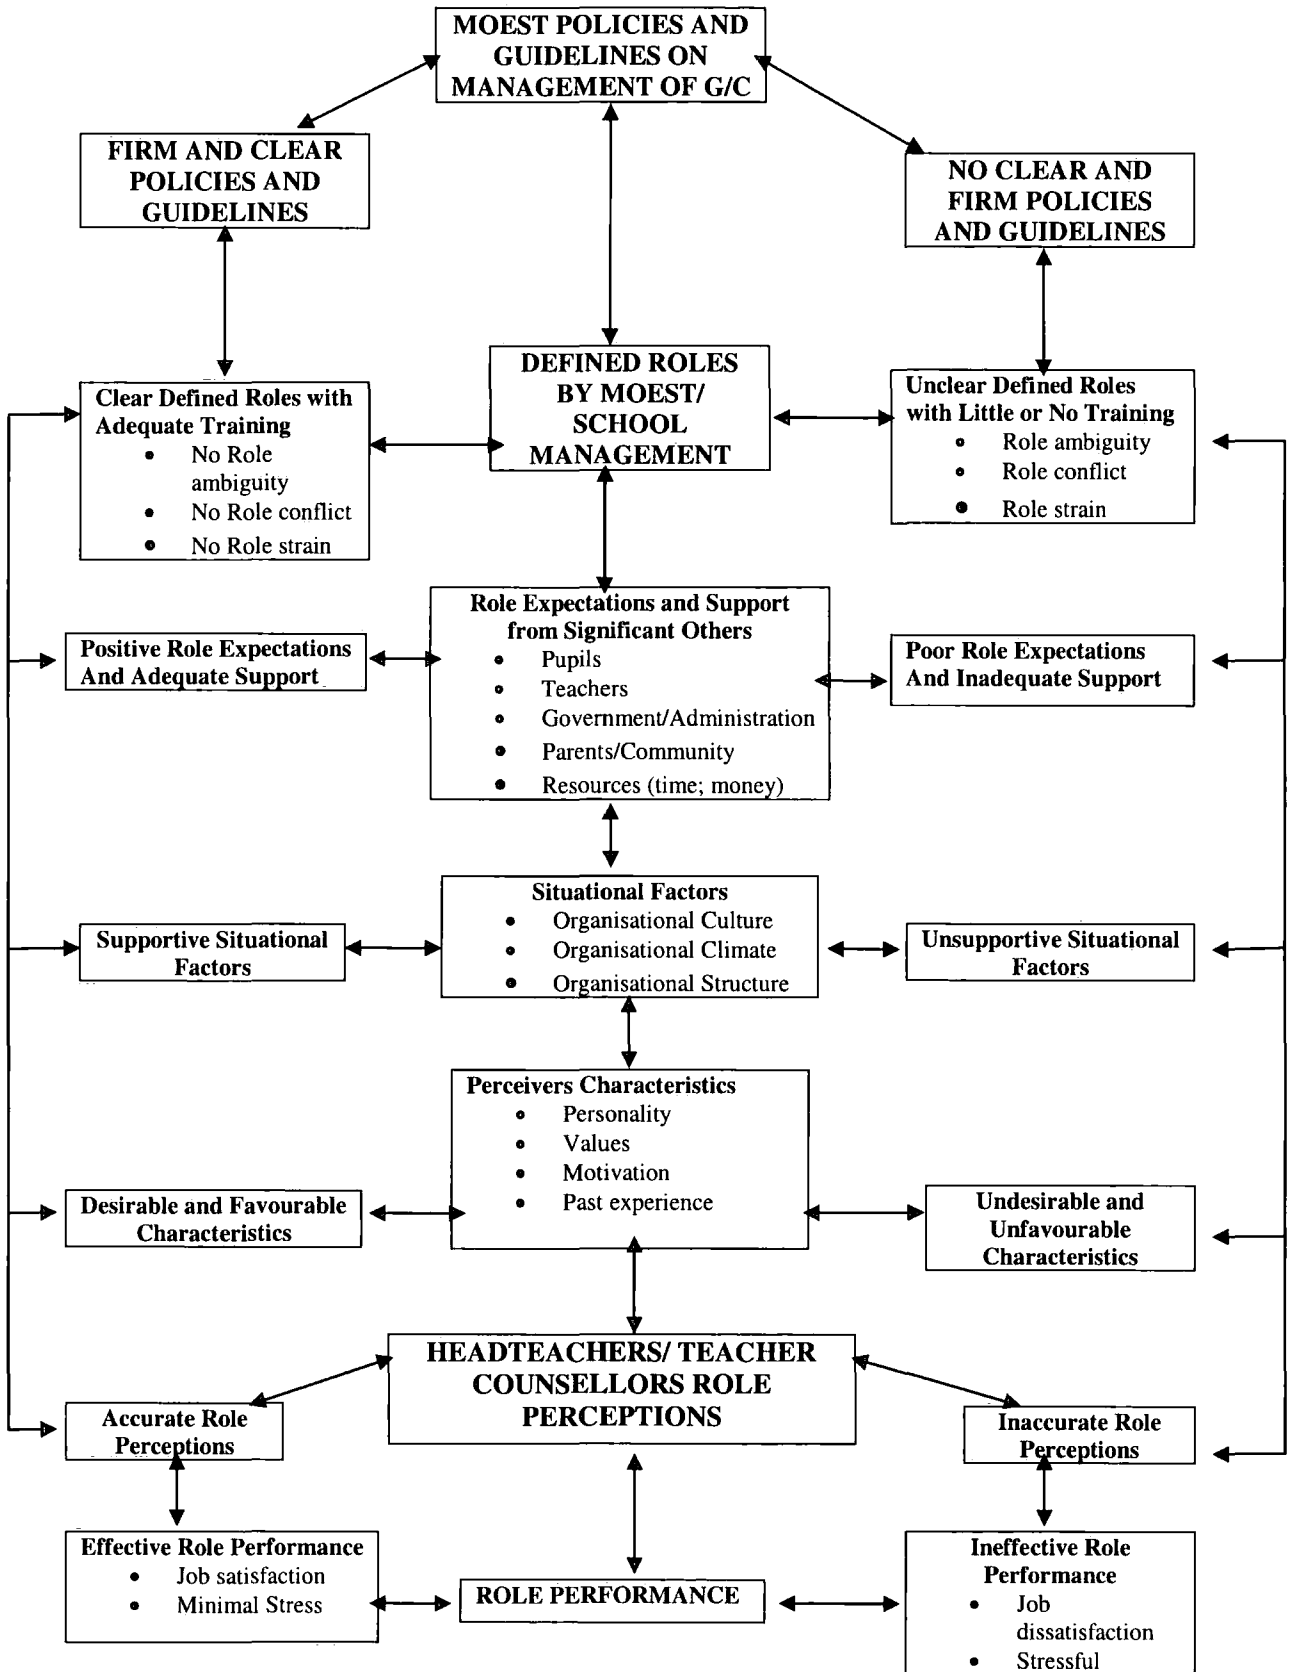 MOEST POLICIES AND
GUIDELINES ON
MANAGEMENT OF G/C
FIRM AND CLEAR
POLICIES AND
GUIDELINES
NO CLEAR AND
FIRM POLICIES
AND GUIDELINES
DEFINED ROLES
BY MOEST/
SCHOOL
MANAGEMENT
Clear Defined Roles with
Adequate Training
• No Role
ambiguity
• No Role conflict
• No Role strain
Unclear Defined Roles
with Little or No Training
• Role ambiguity
• Role conflict
• Role strain
Role Expectations and Support
from Significant Others
• Pupils
• Teachers
• Government/Administration
• Parents/Community
• Resources (time; money)
Positive Role Expectations
And Adequate Support
Poor Role Expectations
And Inadequate Support
Situational Factors
• Organisational Culture
• Organisational Climate
• Organisational Structure
Supportive Situational
Factors
Unsupportive Situational
Factors
Perceivers Characteristics
• Personality
• Values
• Motivation
• Past experience
Desirable and Favourable
Characteristics
Undesirable and
Unfavourable
Characteristics
HEADTEACHERS/ TEACHER
COUNSELLORS ROLE
PERCEPTIONS
Accurate Role
Perceptions
Inaccurate Role
Perceptions
Effective Role Performance
• Job satisfaction
• Minimal Stress
ROLE PERFORMANCE
Ineffective Role
Performance
• Job
dissatisfaction
• Stressful